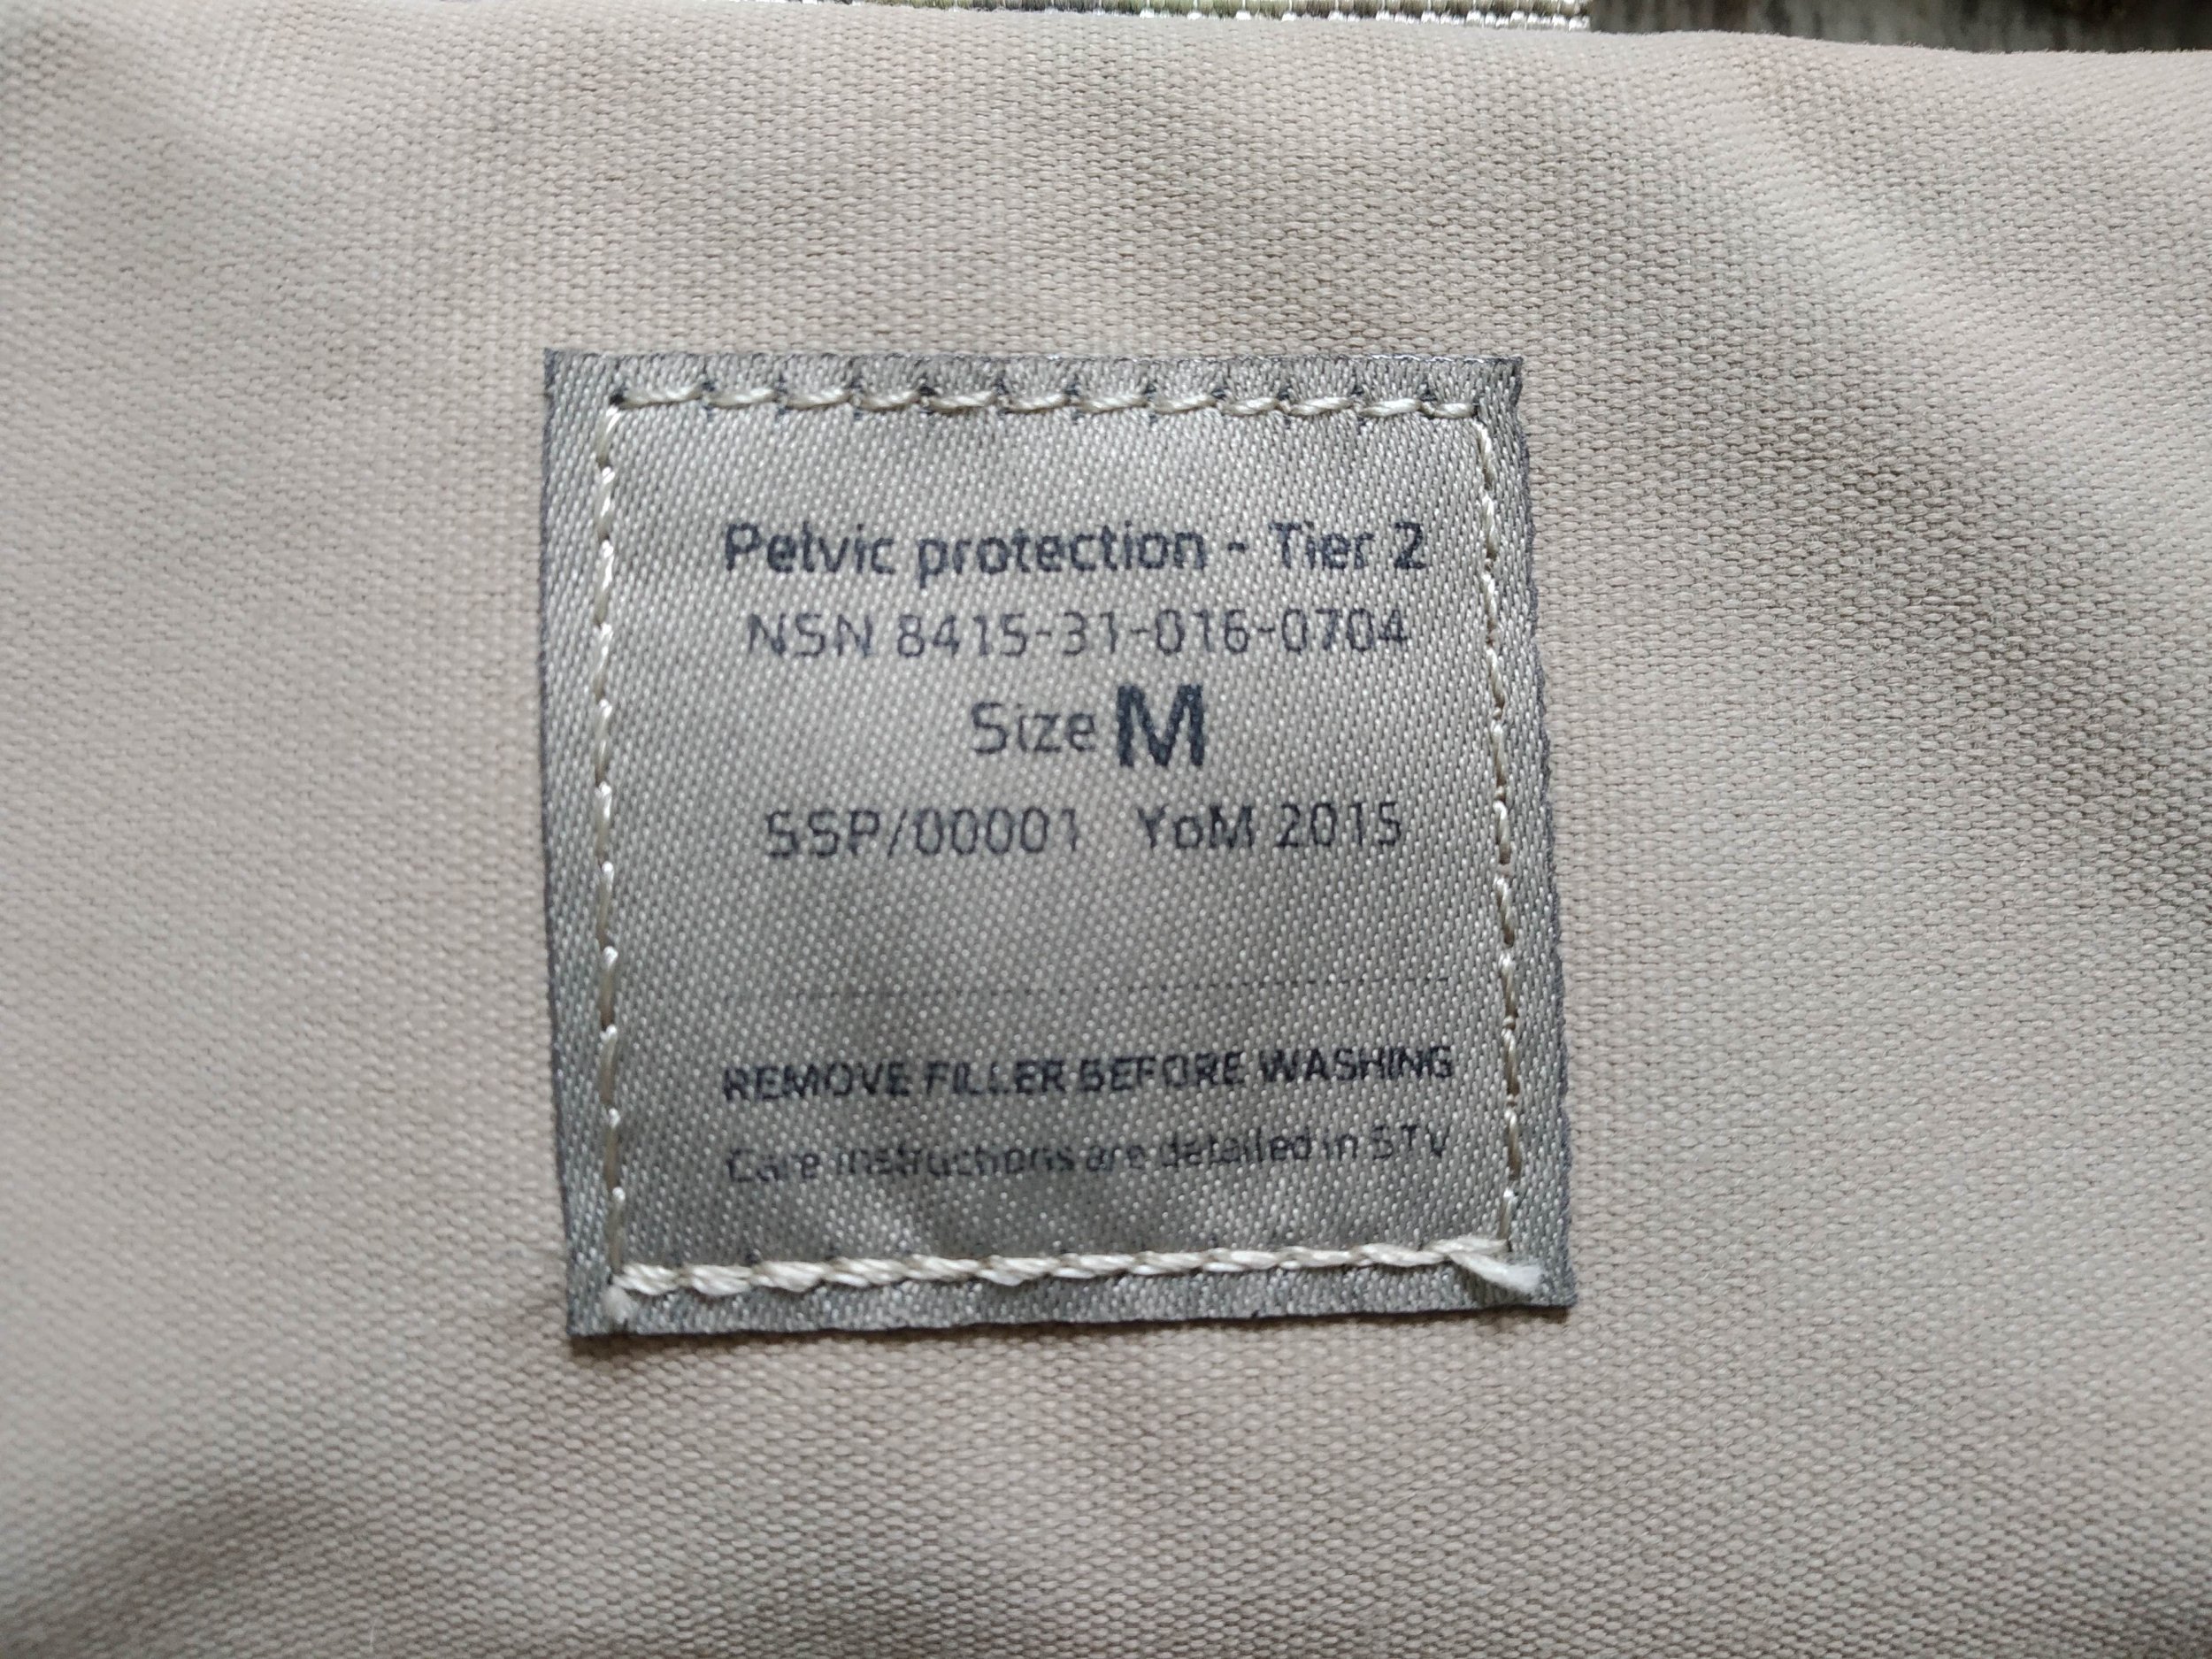 Pelvic protection - Tier 2
NSN 8415-31-016-0704
Size M
SSP/00001 YoM 2015
REMOVE FILLER BEFORE WASHING
Care instructions are detailed in STV